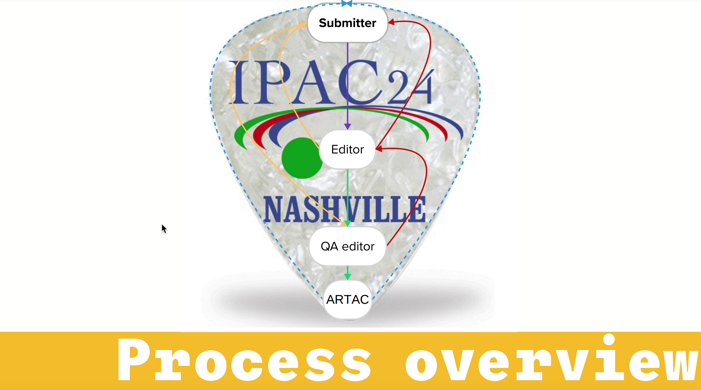 Submitter
IPAC24
Editor
NASHVILLE
QA editor
ARTAC
Process overview